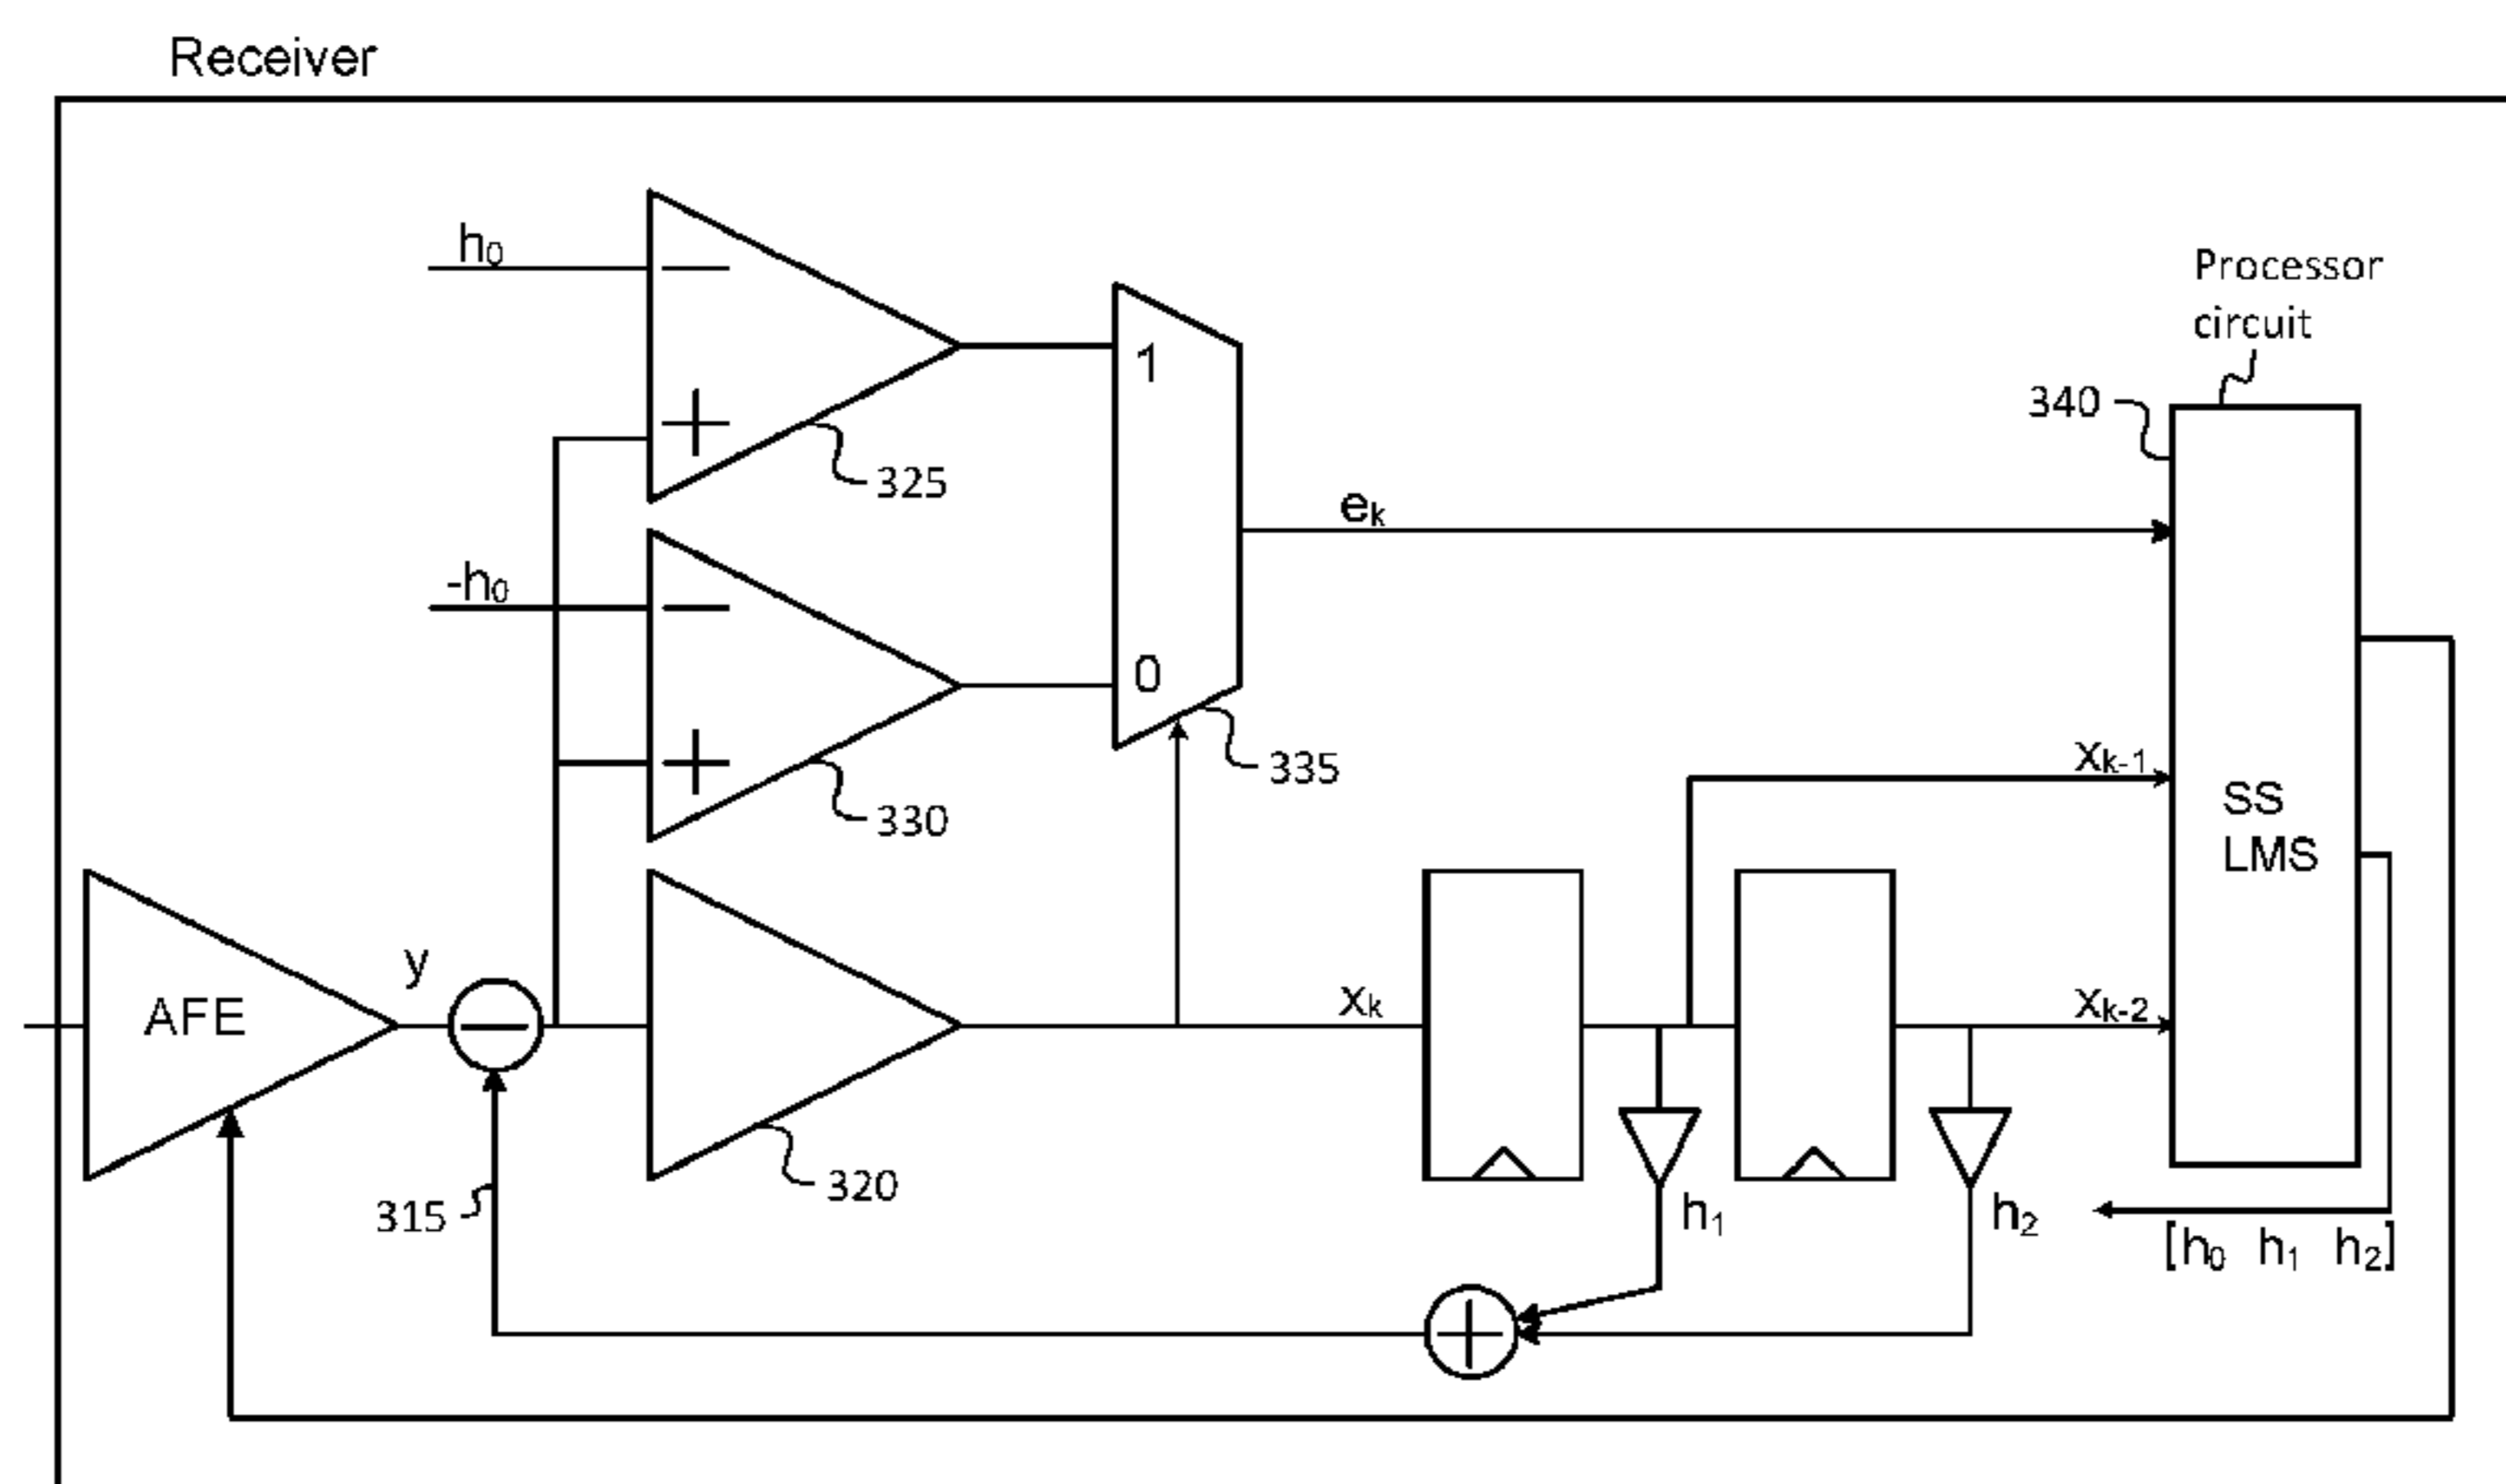 Receiver
h₀
−
+
325
1
-h₀
−
+
330
0
335
eₖ
Processor
circuit
340
xₖ₋₁
SS
LMS
AFE
y
−
320
xₖ
xₖ₋₂
315
h₁
h₂
[h₀ h₁ h₂]
+